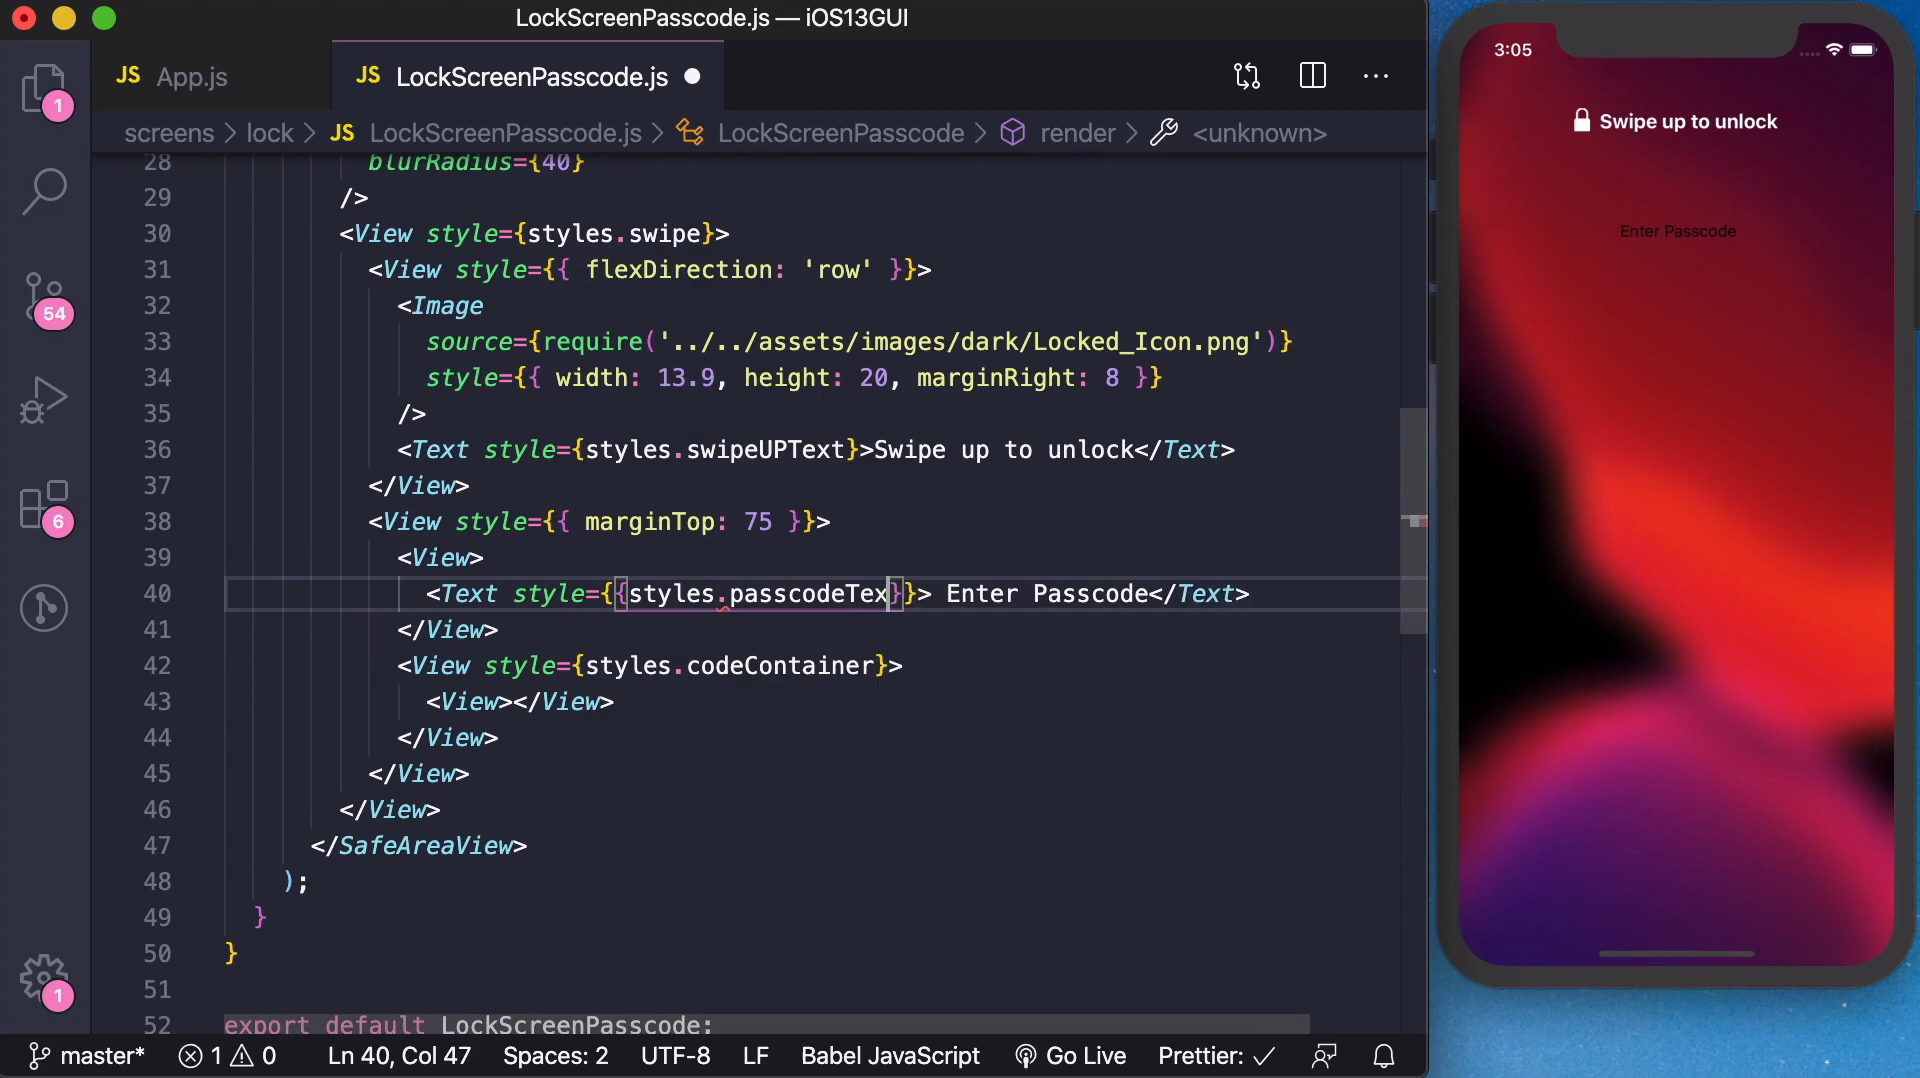 LockScreenPasscode.js — iOS13GUI
JS App.js
JS LockScreenPasscode.js
screens > lock > JS LockScreenPasscode.js > LockScreenPasscode > render > <unknown>
28 blurRadius={40}
29 />
30 <View style={styles.swipe}>
31 <View style={{ flexDirection: 'row' }}>
32 <Image
33 source={require('../../assets/images/dark/Locked_Icon.png')}
34 style={{ width: 13.9, height: 20, marginRight: 8 }}
35 />
36 <Text style={styles.swipeUPText}>Swipe up to unlock</Text>
37 </View>
38 <View style={{ marginTop: 75 }}>
39 <View>
40 <Text style={{styles.passcodeTex}}> Enter Passcode</Text>
41 </View>
42 <View style={styles.codeContainer}>
43 <View></View>
44 </View>
45 </View>
46 </View>
47 </SafeAreaView>
48 );
49 }
50 }
51
52 export default LockScreenPasscode;
1
54
6
1
master* 1 0 Ln 40, Col 47 Spaces: 2 UTF-8 LF Babel JavaScript Go Live Prettier: ✓
3:05
Swipe up to unlock
Enter Passcode